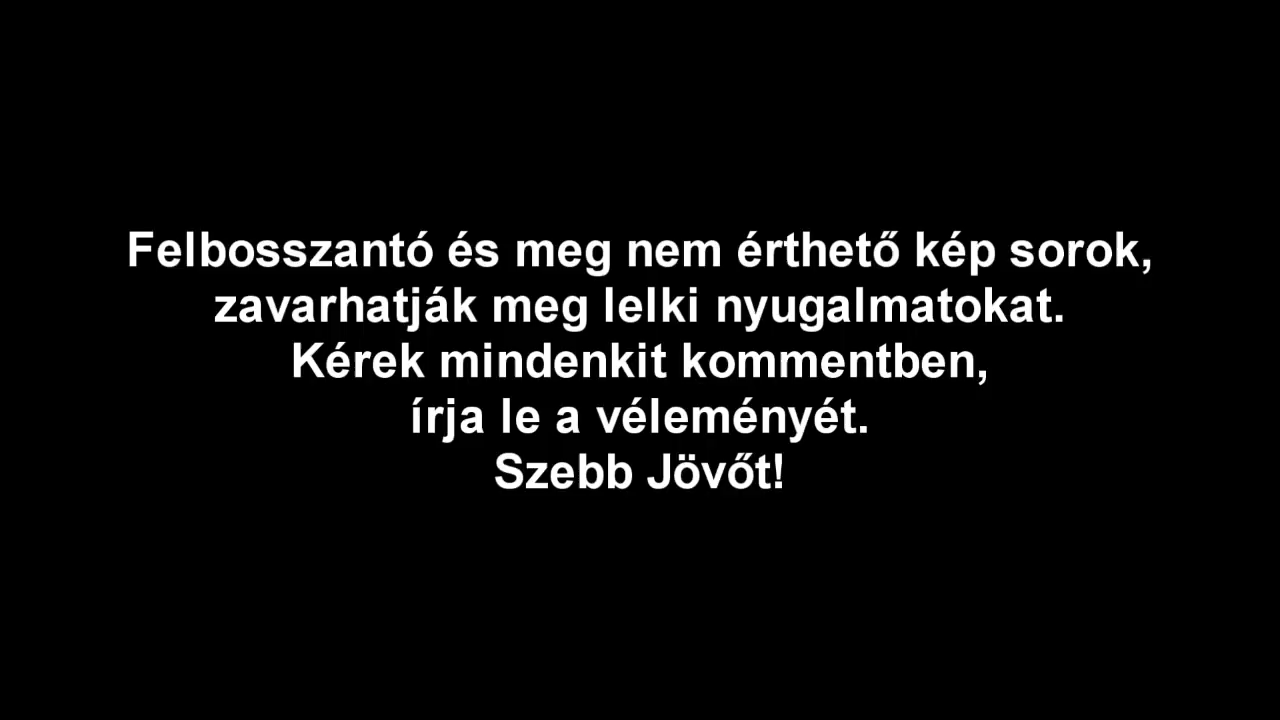 Felbosszantó és meg nem érthető kép sorok,
zavarhatják meg lelki nyugalmatokat.
Kérek mindenkit kommentben,
írja le a véleményét.
Szebb Jövőt!